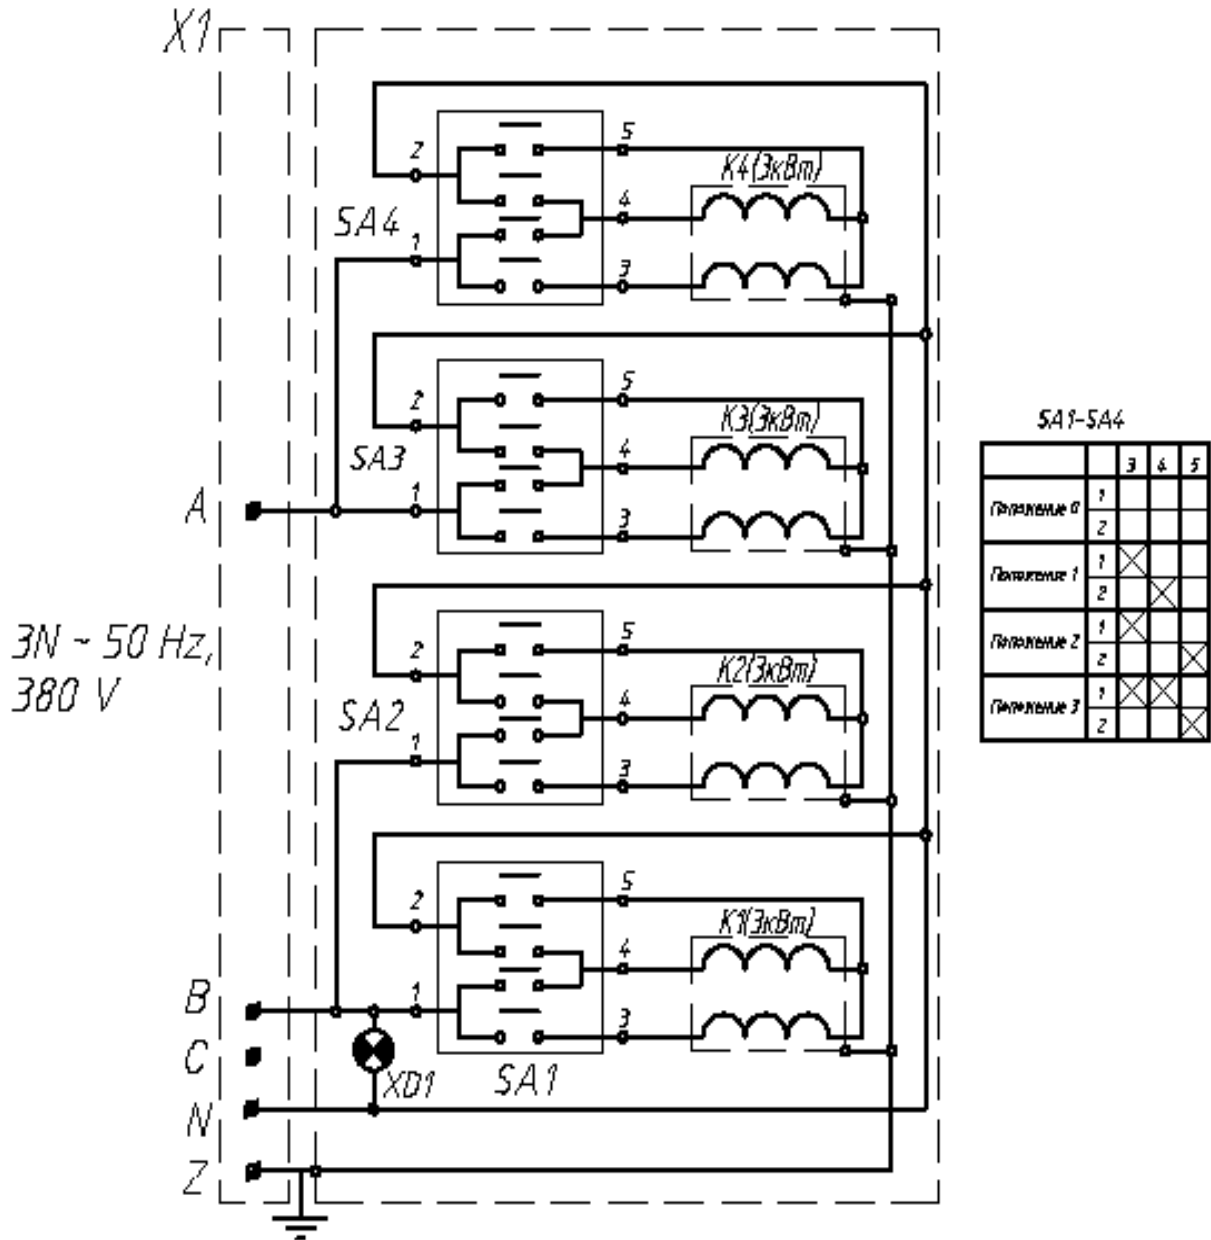 X1
5
2
K4(3кВт)
4
SA4
1
3
5
2
K3(3кВт)
4
SA3
1
3
A
SA1-SA4
3 4 5
Положение 0 1
2
Положение 1 1
2
Положение 2 1
2
Положение 3 1
2
3N ~ 50 Hz,
380 V
5
2
K2(3кВт)
4
SA2
1
3
5
2
K1(3кВт)
4
1
3
B
C
XD1
SA1
N
Z